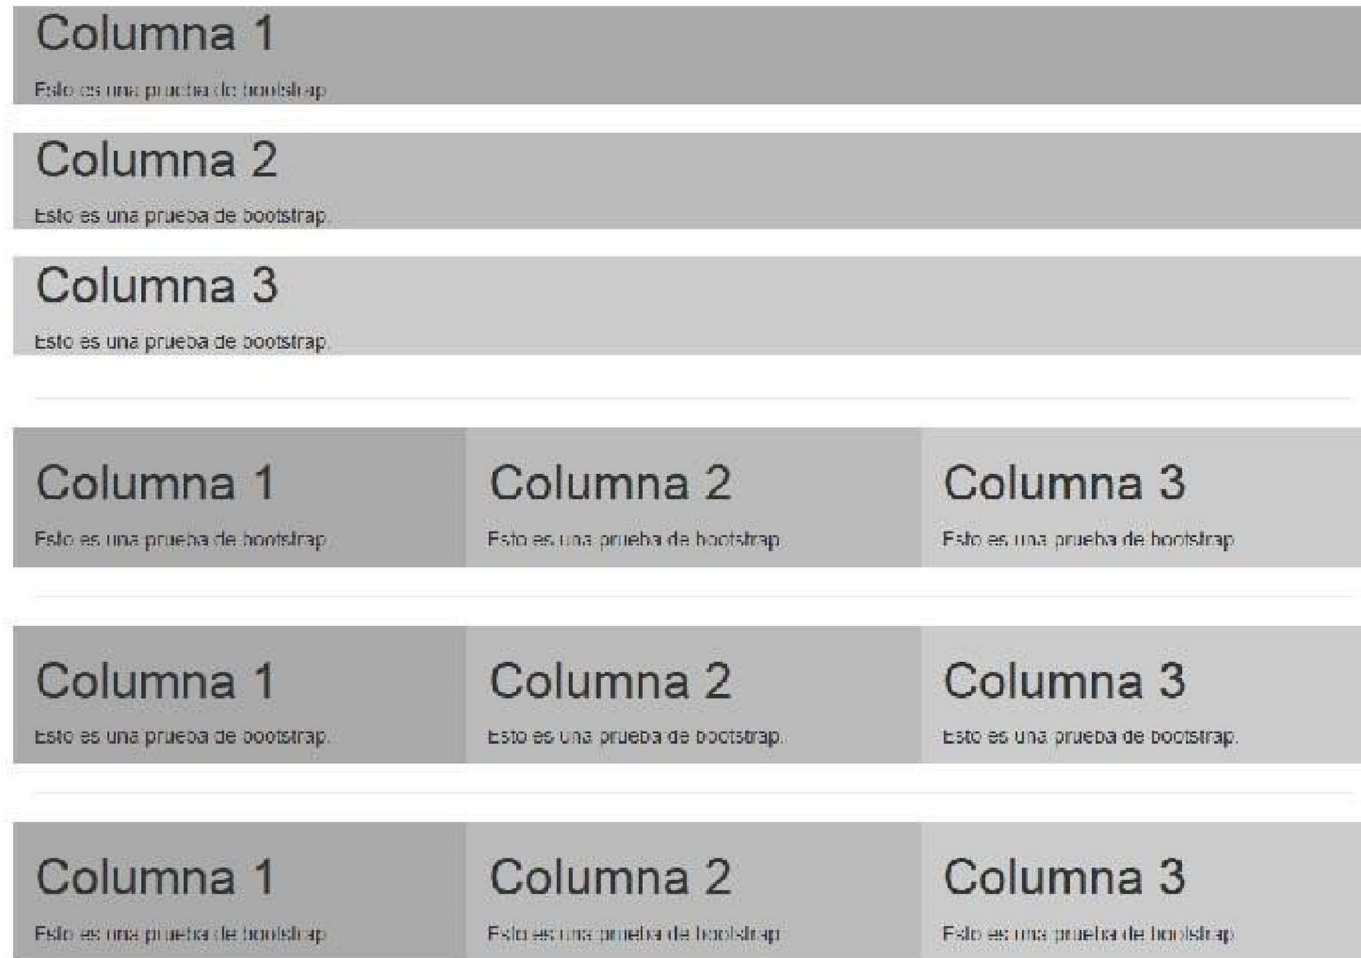 Columna 1
Esto es una prueba de bootstrap.
Columna 2
Esto es una prueba de bootstrap.
Columna 3
Esto es una prueba de bootstrap.
Columna 1 Columna 2 Columna 3
Esto es una prueba de bootstrap. Esto es una prueba de bootstrap. Esto es una prueba de bootstrap.
Columna 1 Columna 2 Columna 3
Esto es una prueba de bootstrap. Esto es una prueba de bootstrap. Esto es una prueba de bootstrap.
Columna 1 Columna 2 Columna 3
Esto es una prueba de bootstrap. Esto es una prueba de bootstrap. Esto es una prueba de bootstrap.